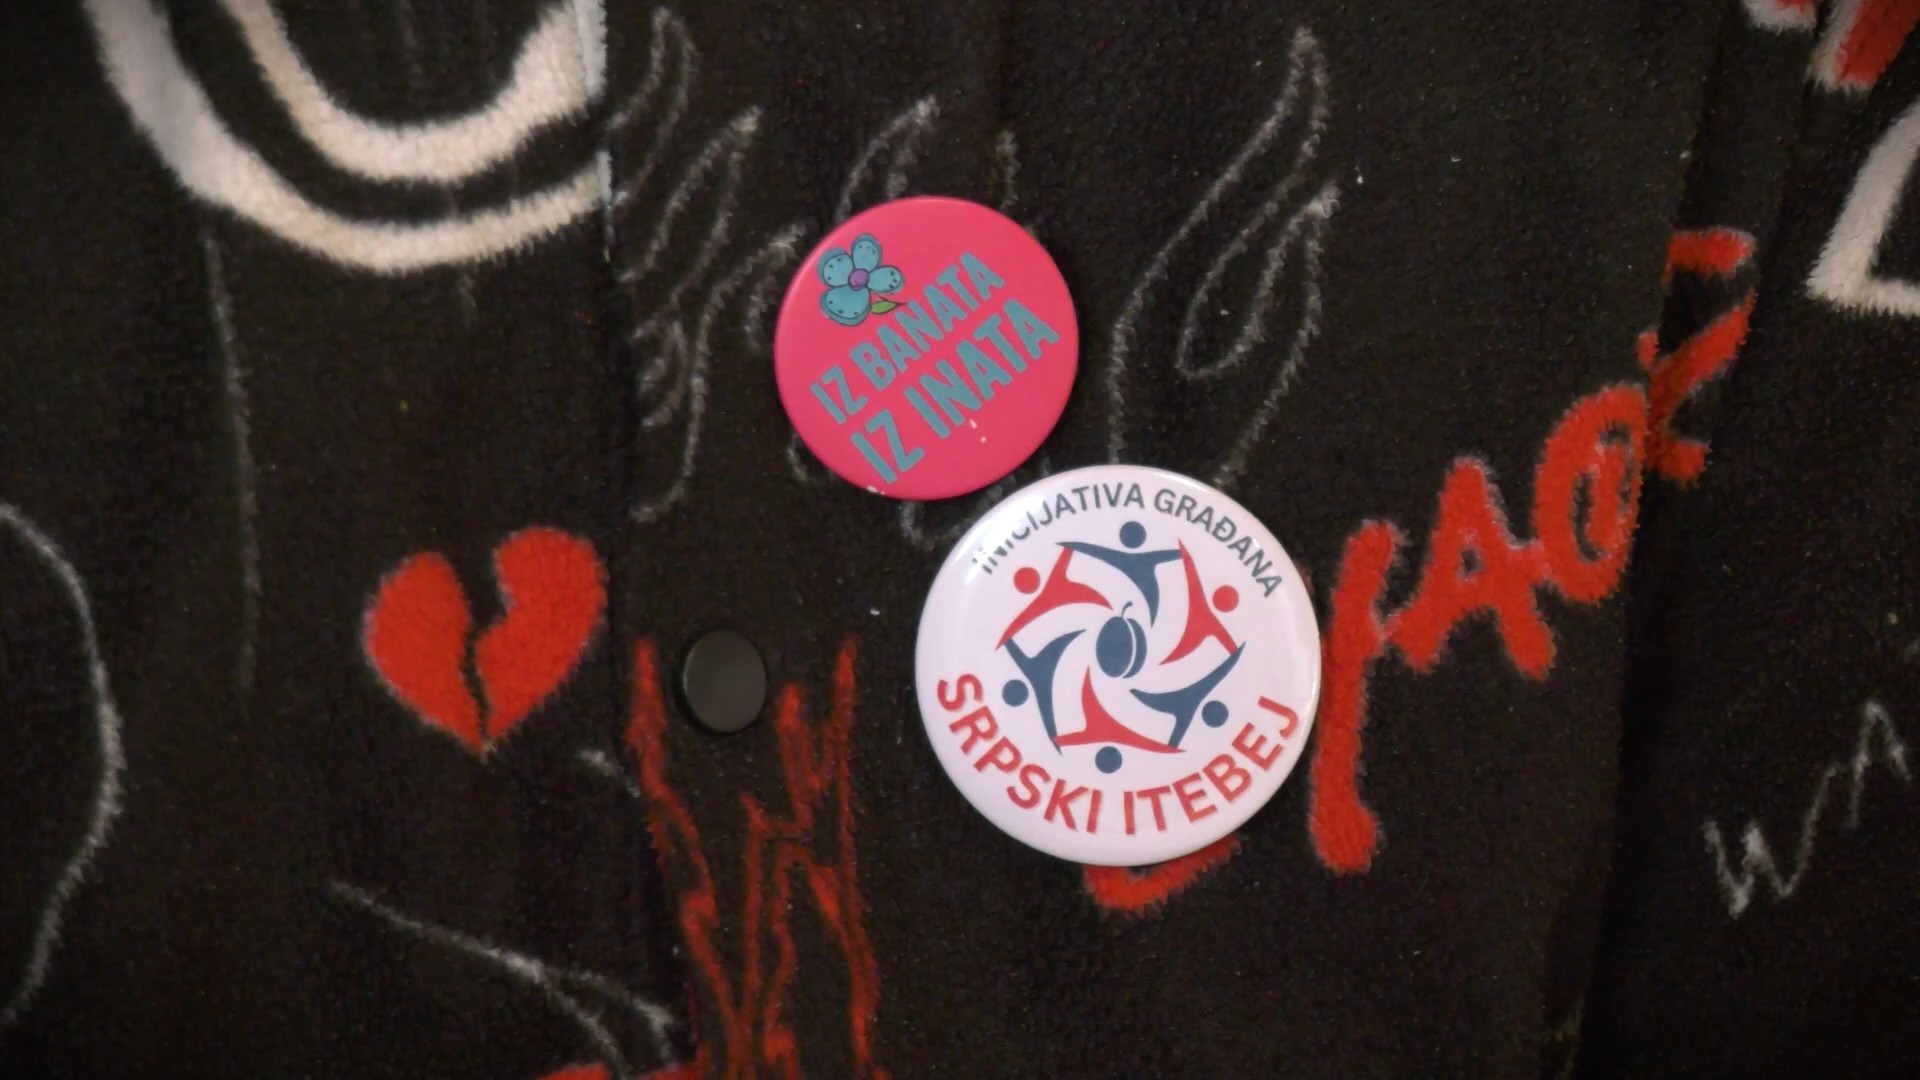 IZ BANATA
IZ INATA
INICIJATIVA GRAĐANA
SRPSKI ITEBEJ